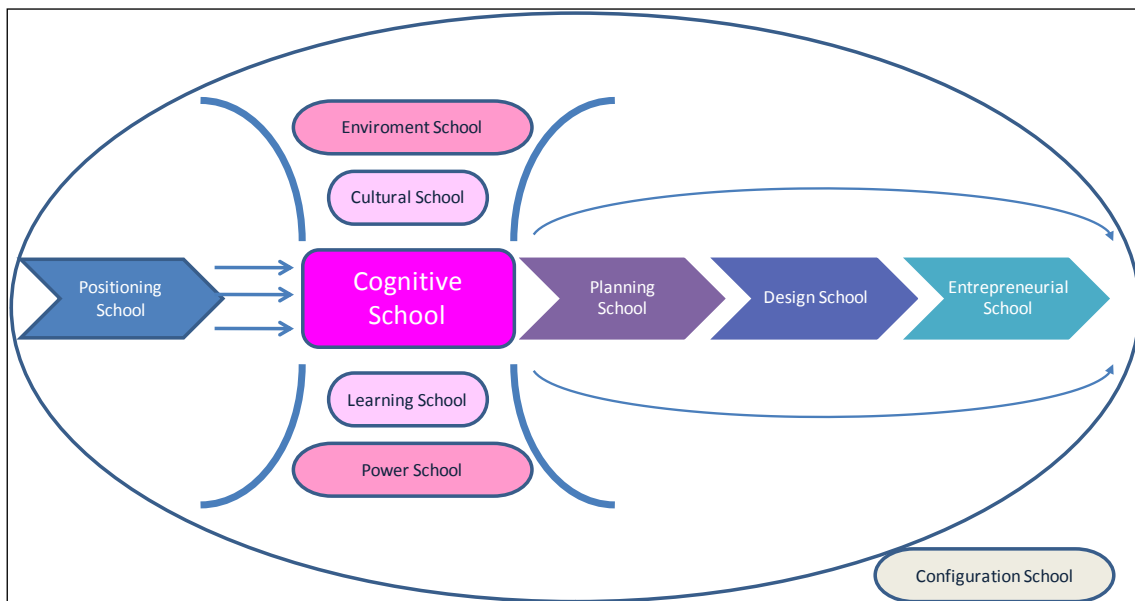 Enviroment School
Cultural School
Positioning
School
Cognitive
School
Planning
School
Design School
Entrepreneurial
School
Learning School
Power School
Configuration School